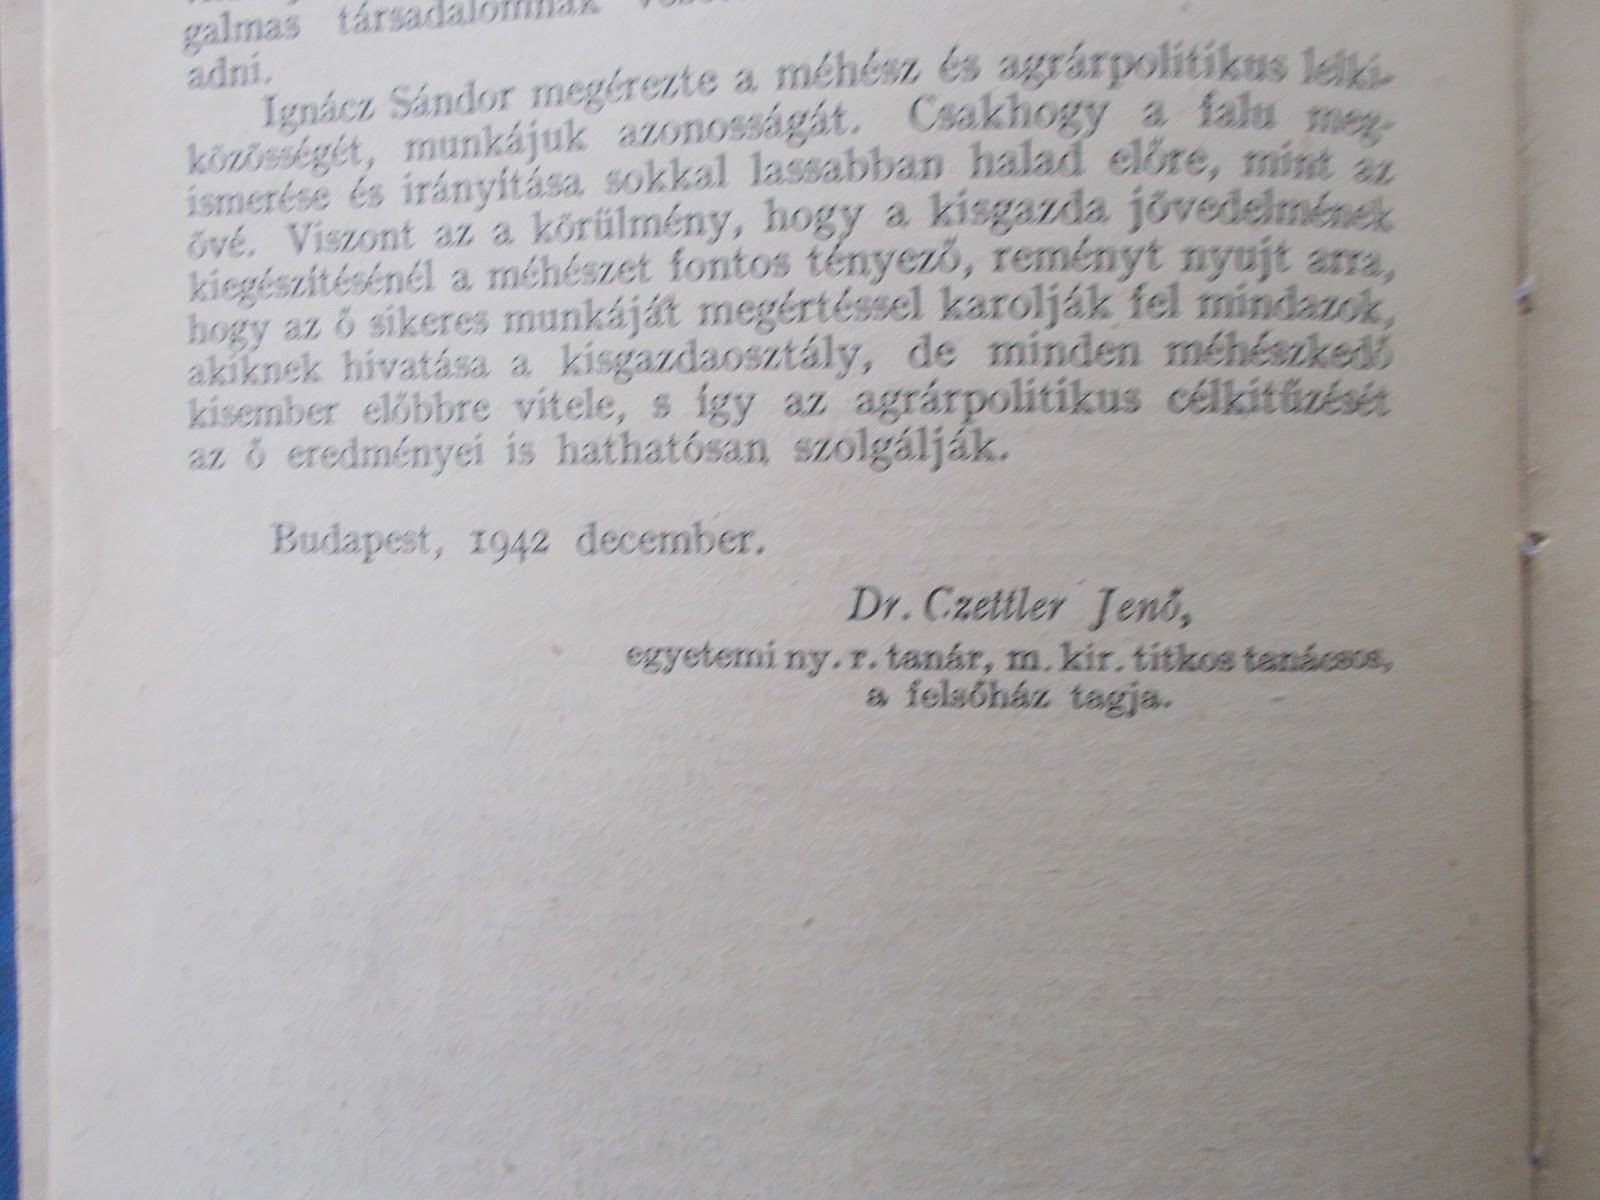 galmas társadalomnak
adni.
Ignácz Sándor megérezte a méhész és agrárpolitikus lelki-
közösségét, munkájuk azonosságát. Csakhogy a falu meg-
ismerése és irányítása sokkal lassabban halad előre, mint az
övé. Viszont az a körülmény, hogy a kisgazda jövedelmének
kiegészítésénél a méhészet fontos tényező, reményt nyujt arra,
hogy az ő sikeres munkáját megértéssel karolják fel mindazok,
akiknek hivatása a kisgazdaosztály, de minden méhészkedő
kisember előbbre vitele, s így az agrárpolitikus célkitűzését
az ő eredményei is hathatósan szolgálják.
Budapest, 1942 december.
Dr. Czettler Jenő,
egyetemi ny. r. tanár, m. kir. titkos tanácsos,
a felsőház tagja.